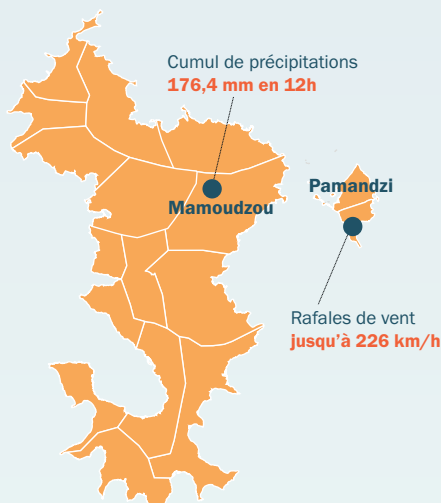 Cumul de précipitations
176,4 mm en 12h
Pamandzi
Mamoudzou
Rafales de vent
jusqu'à 226 km/h